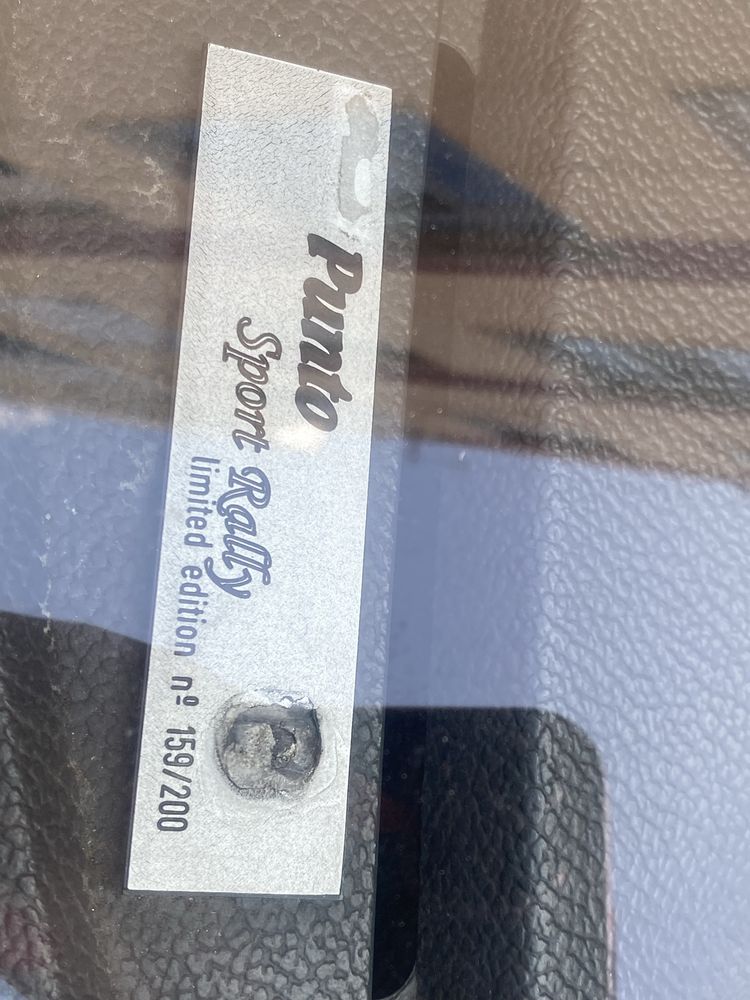 Punto
Sport Rally
limited edition nº 159/200